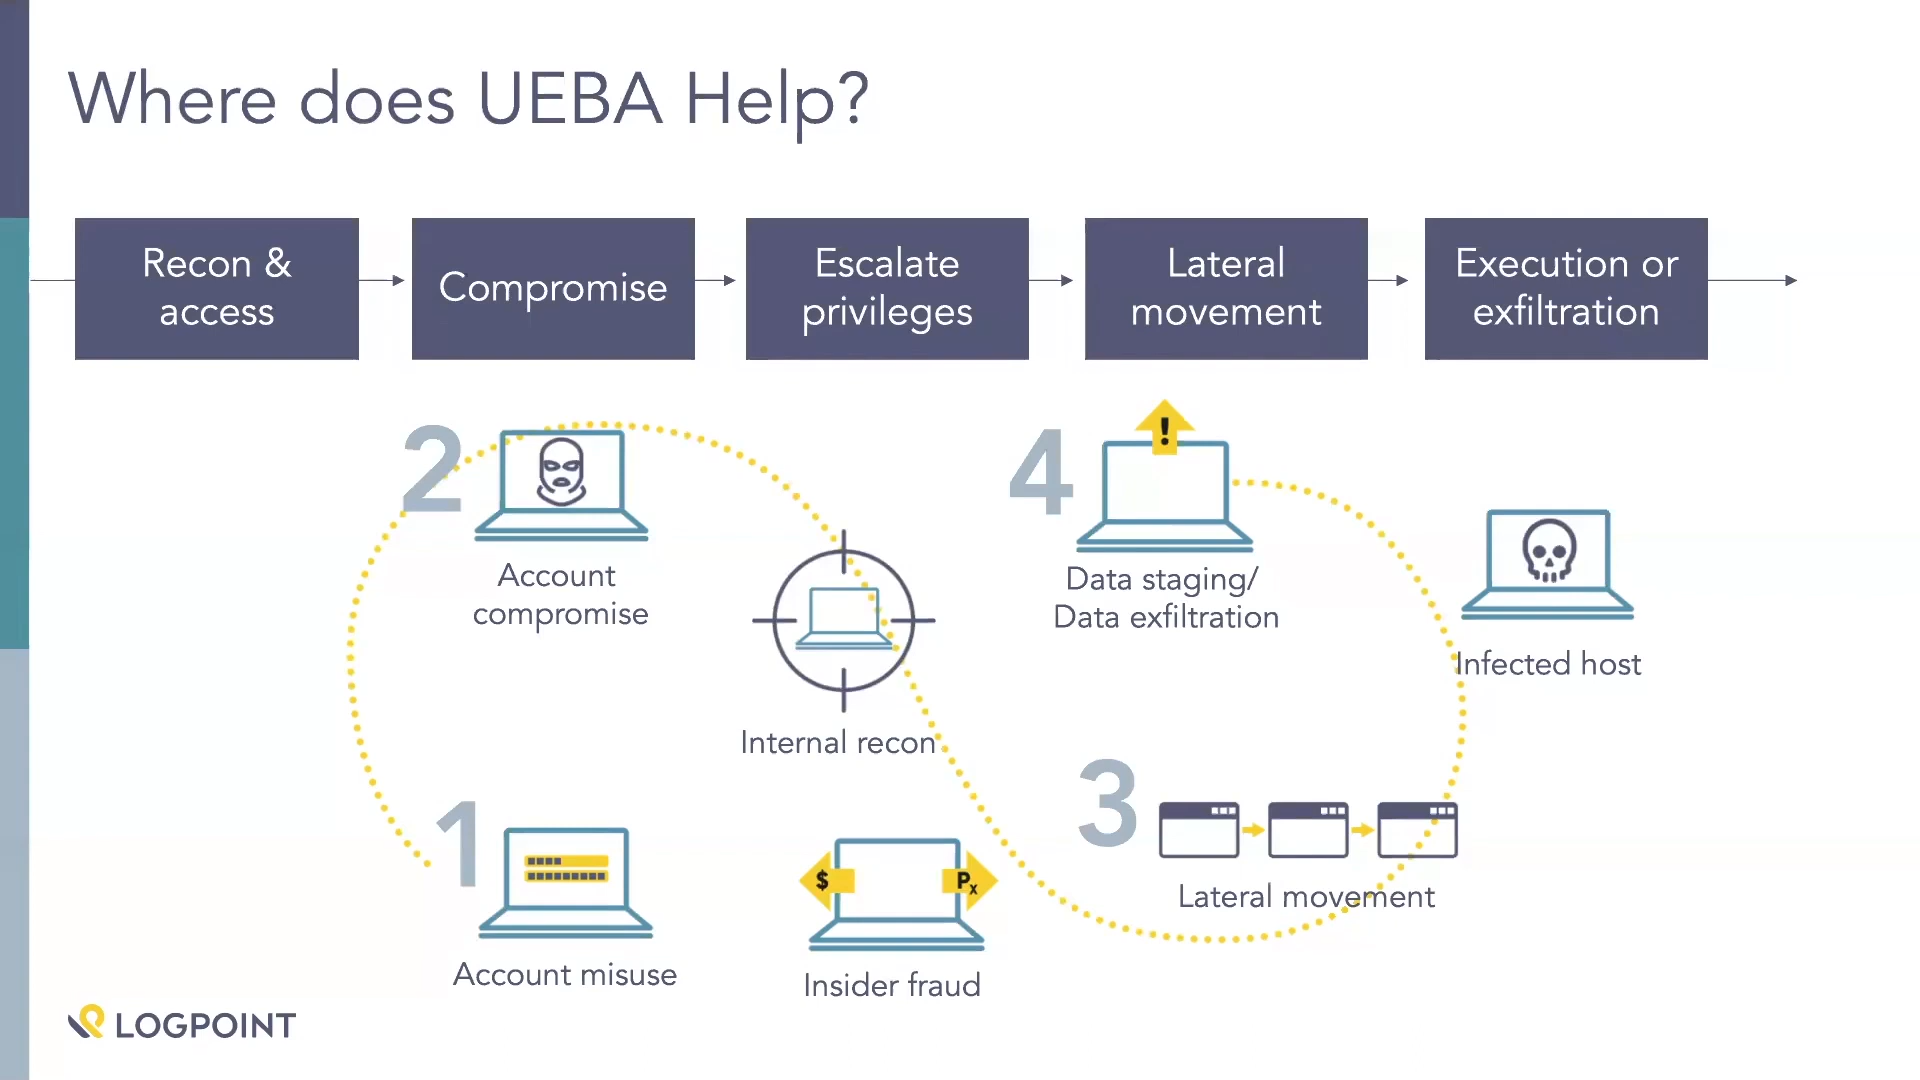 Where does UEBA Help?
Recon &
access
Compromise
Escalate
privileges
Lateral
movement
Execution or
exfiltration
2
Account
compromise
Internal recon
4
!
Data staging/
Data exfiltration
Infected host
1
Account misuse
$
Px
Insider fraud
3
Lateral movement
LOGPOINT